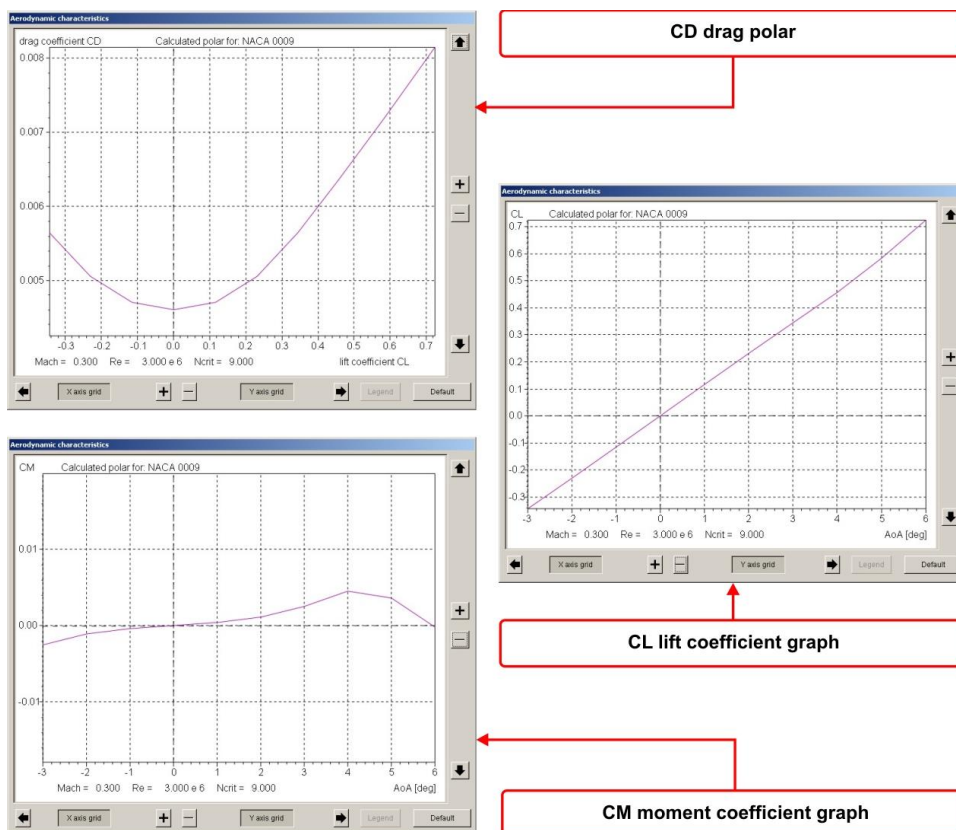 Aerodynamic characteristics
drag coefficient CD Calculated polar for: NACA 0009
0.008
0.007
0.006
0.005
-0.3 -0.2 -0.1 0.0 0.1 0.2 0.3 0.4 0.5 0.6 0.7
Mach = 0.300 Re = 3.000 e 6 Ncrit = 9.000 lift coefficient CL
X axis grid + − Y axis grid Legend Default
+
−
CD drag polar
Aerodynamic characteristics
CL Calculated polar for: NACA 0009
0.7
0.6
0.5
0.4
0.3
0.2
0.1
0.0
-0.1
-0.2
-0.3
-3 -2 -1 0 1 2 3 4 5 6
Mach = 0.300 Re = 3.000 e 6 Ncrit = 9.000 AoA [deg]
X axis grid + − Y axis grid Legend Default
+
−
CL lift coefficient graph
Aerodynamic characteristics
CM Calculated polar for: NACA 0009
0.01
0.00
-0.01
-3 -2 -1 0 1 2 3 4 5 6
Mach = 0.300 Re = 3.000 e 6 Ncrit = 9.000 AoA [deg]
X axis grid + − Y axis grid Legend Default
+
−
CM moment coefficient graph